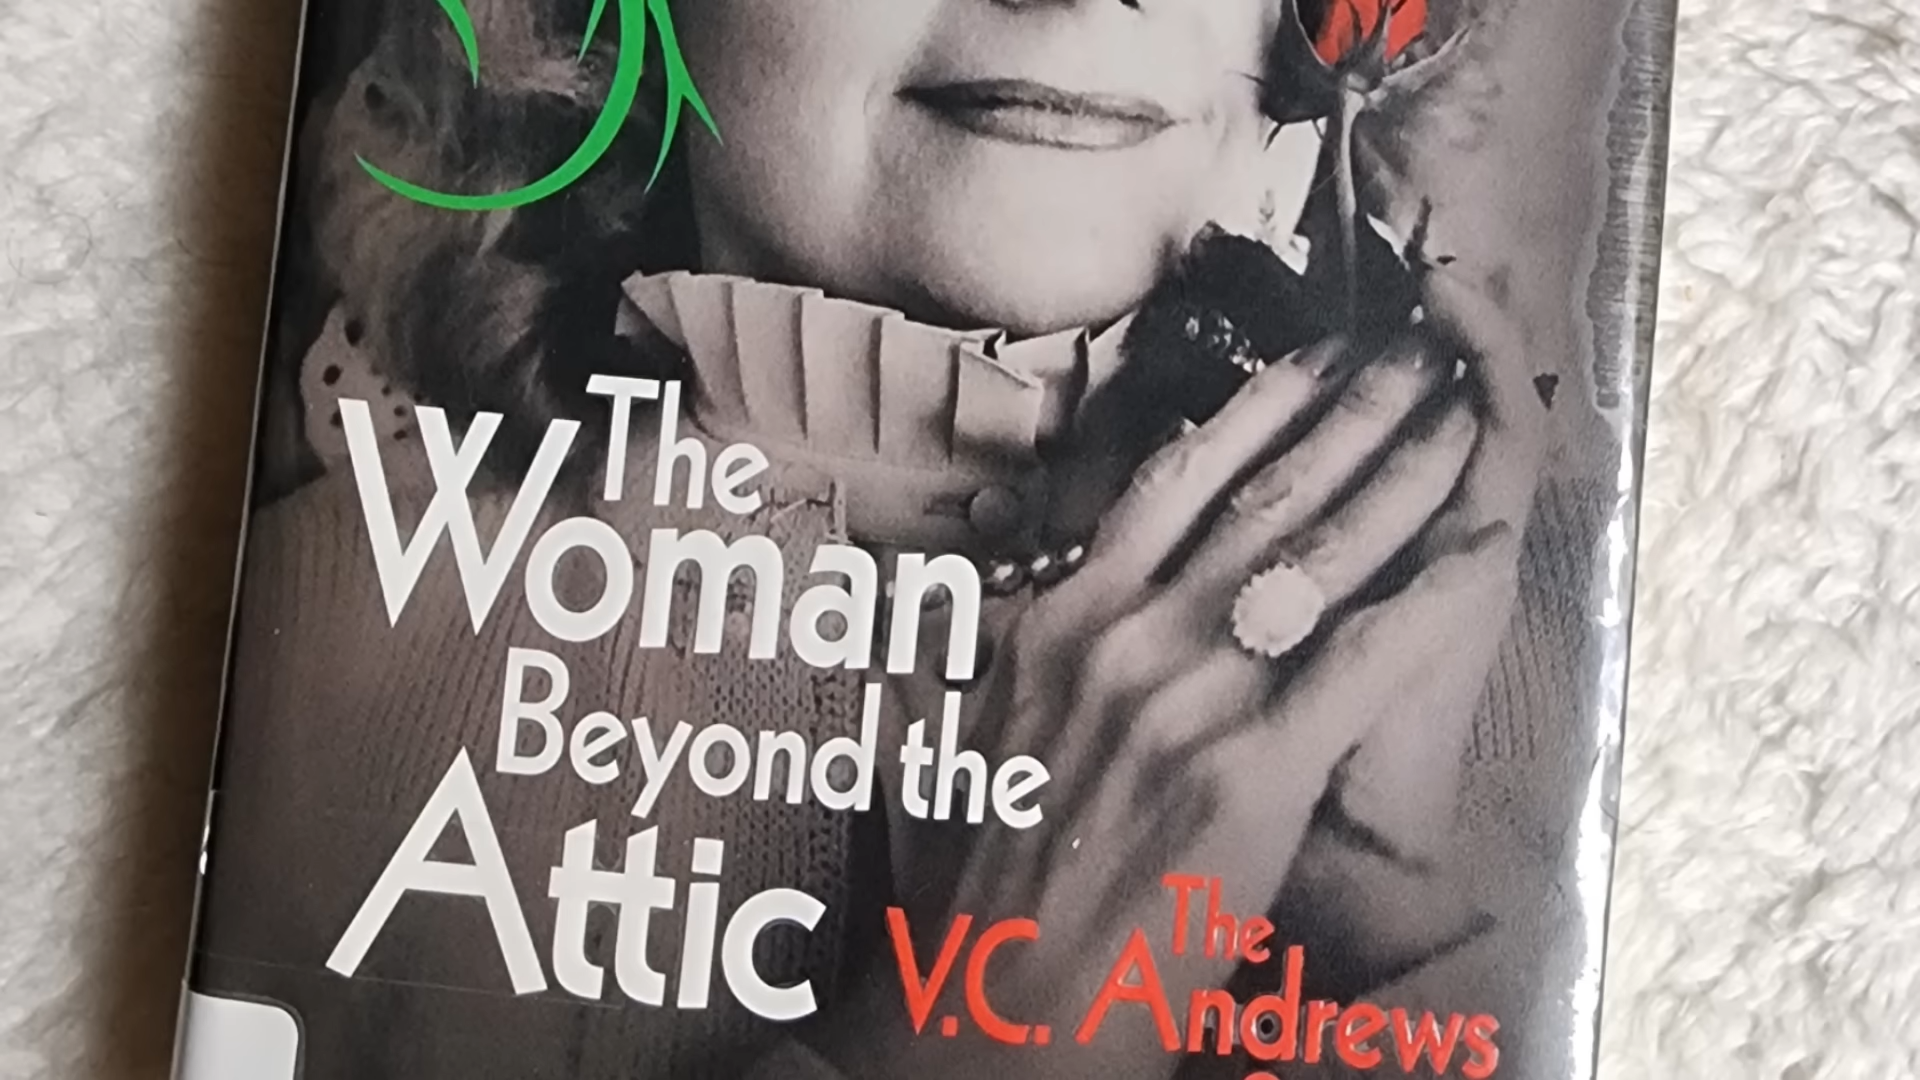 The
Woman
Beyond the
Attic
The
V.C. Andrews